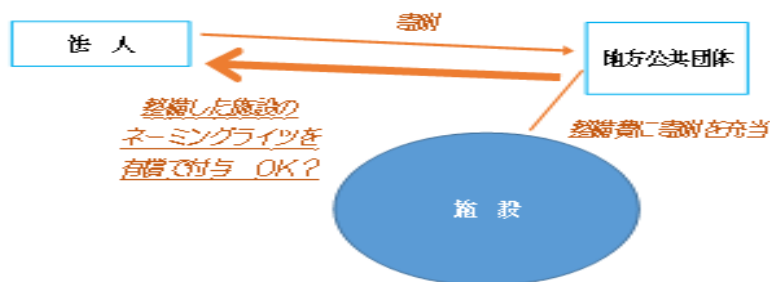 寄附
法　人
地方公共団体
整備した施設の
ネーミングライツを
有償で付与　OK？
整備費に寄附を充当
施　設